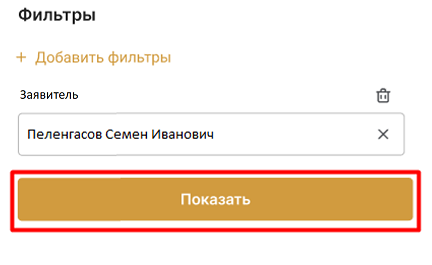 Фильтры
+ Добавить фильтры
Заявитель
Пеленгасов Семен Иванович
Показать